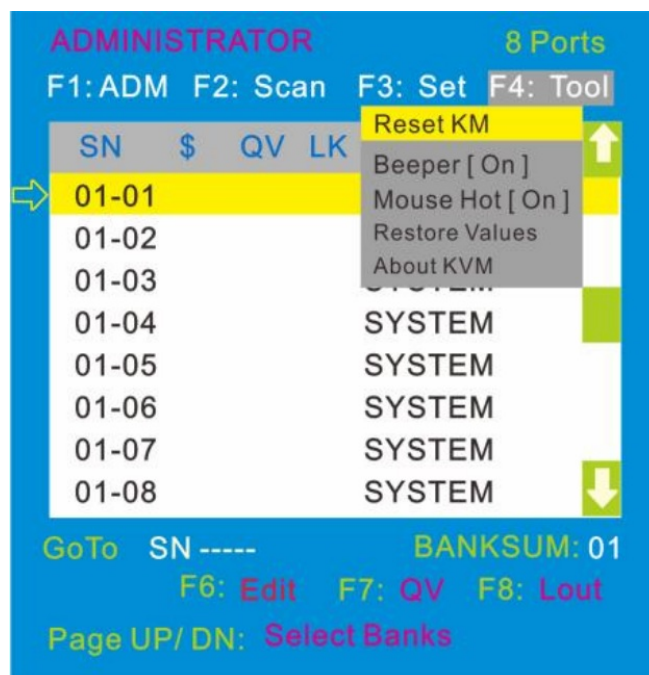 ADMINISTRATOR 8 Ports
F1: ADM F2: Scan F3: Set F4: Tool
Reset KM
SN $ QV LK
Beeper [ On ]
01-01
Mouse Hot [ On ]
01-02
Restore Values
About KVM
01-03
01-04 SYSTEM
01-05 SYSTEM
01-06 SYSTEM
01-07 SYSTEM
01-08 SYSTEM
GoTo SN ----- BANKSUM: 01
F6: Edit F7: QV F8: Lout
Page UP/ DN: Select Banks